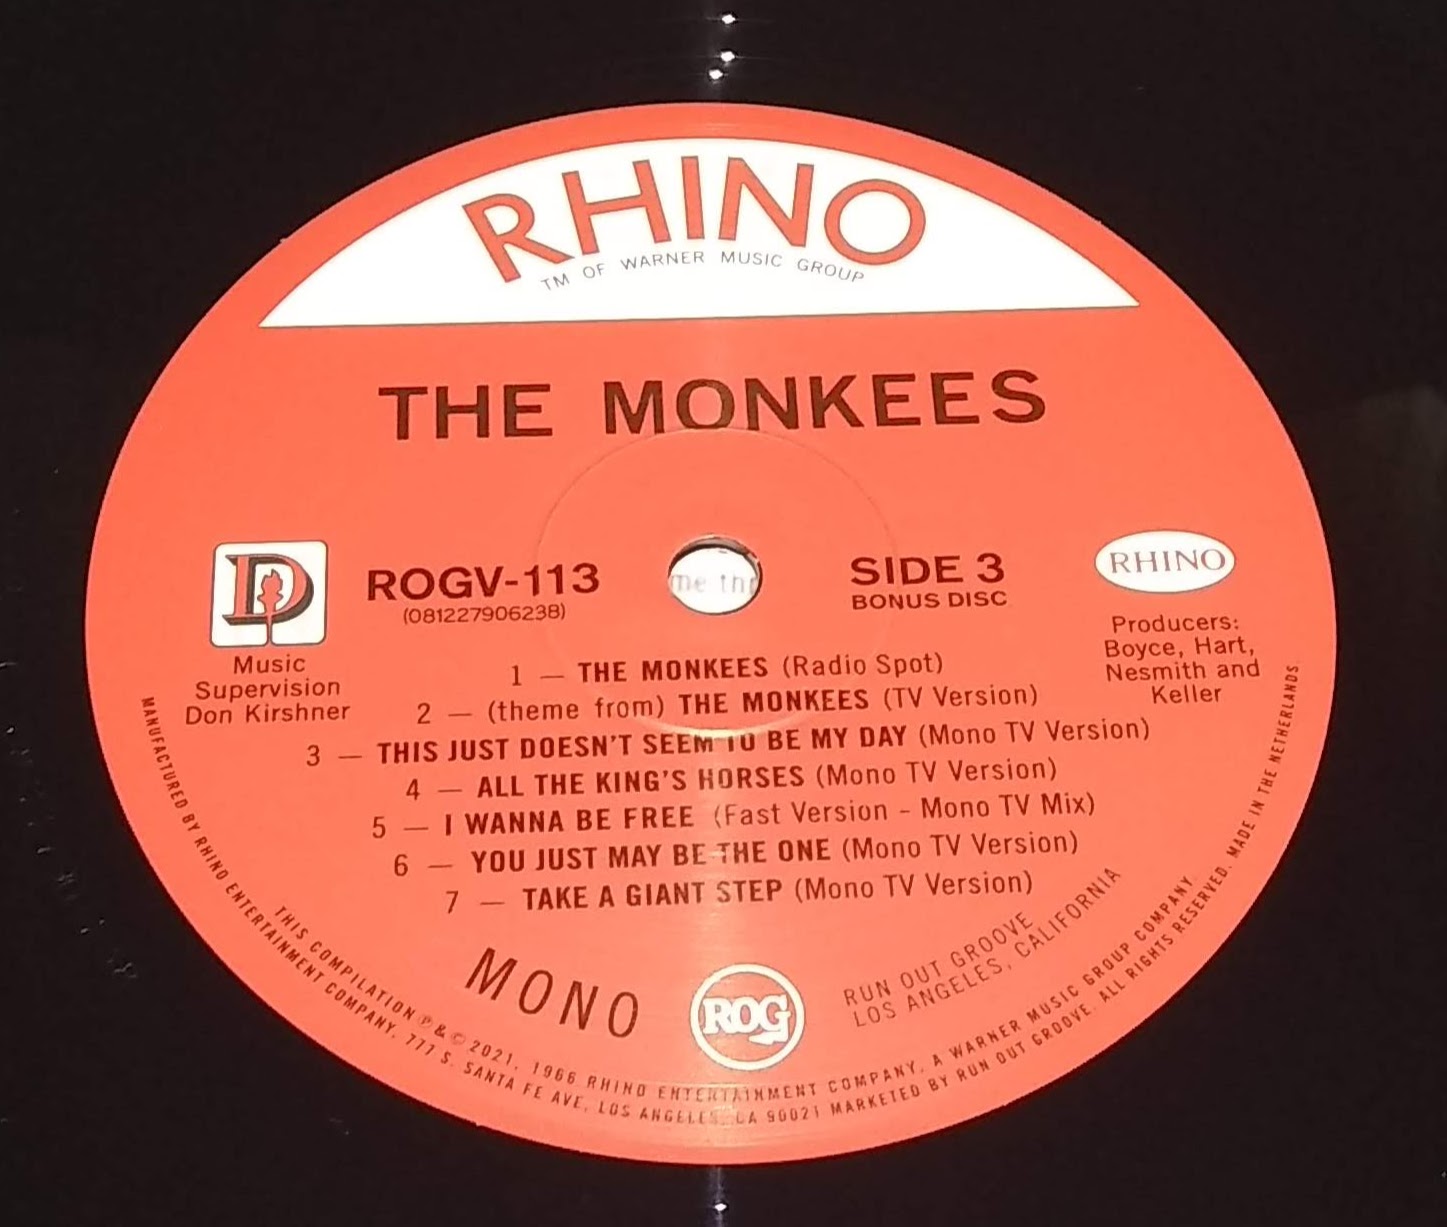 RHINO
TM OF WARNER MUSIC GROUP
THE MONKEES
D
Music
Supervision
Don Kirshner
ROGV-113
(081227906238)
me
SIDE 3
BONUS DISC
RHINO
Producers:
Boyce, Hart,
Nesmith and
Keller
1 — THE MONKEES (Radio Spot)
2 — (theme from) THE MONKEES (TV Version)
3 — THIS JUST DOESN'T SEEM TO BE MY DAY (Mono TV Version)
4 — ALL THE KING'S HORSES (Mono TV Version)
5 — I WANNA BE FREE (Fast Version - Mono TV Mix)
6 — YOU JUST MAY BE THE ONE (Mono TV Version)
7 — TAKE A GIANT STEP (Mono TV Version)
MONO
ROG
RUN OUT GROOVE
LOS ANGELES, CALIFORNIA
THIS COMPILATION ℗ & © 2021, 1966 RHINO ENTERTAINMENT COMPANY, A WARNER MUSIC GROUP COMPANY.
MANUFACTURED BY RHINO ENTERTAINMENT COMPANY, 777 S. SANTA FE AVE, LOS ANGELES, CA 90021 MARKETED BY RUN OUT GROOVE. ALL RIGHTS RESERVED. MADE IN THE NETHERLANDS